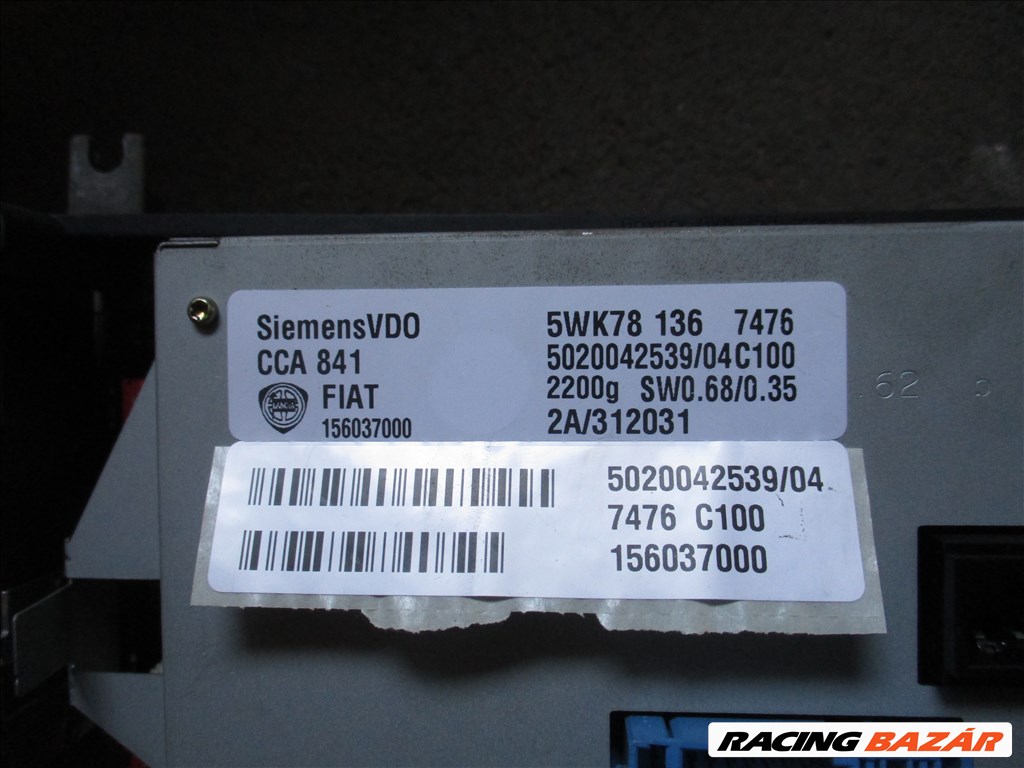 SiemensVDO
CCA 841
LANCIA
FIAT
156037000
5WK78 136 7476
5020042539/04C100
2200g SW0.68/0.35
2A/312031
62
5020042539/04
7476 C100
156037000
RACING BAZÁR